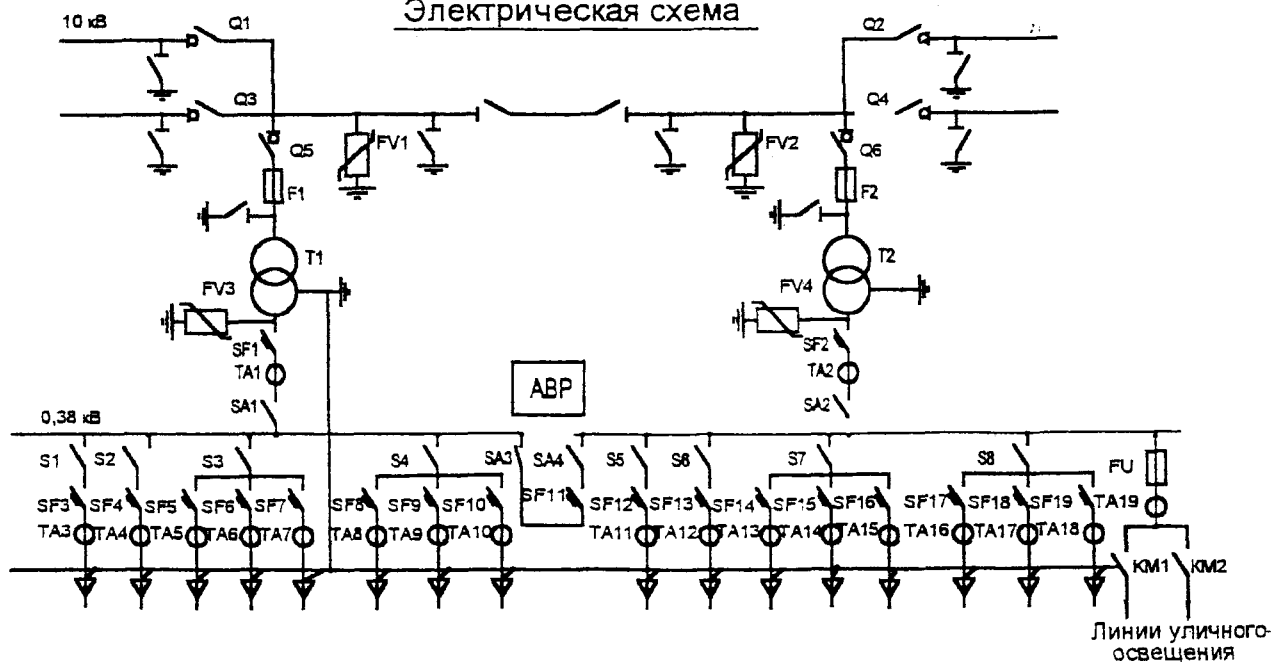 Электрическая схема
10 кВ
Q1
Q2
Q3
Q4
FV1
FV2
Q5
Q6
F1
F2
T1
T2
FV3
FV4
SF1
SF2
TA1
TA2
АВР
SA1
SA2
0,38 кВ
S1 S2 S3 S4 SA3 SA4 S5 S6 S7 S8 FU
SF3 SF4 SF5 SF6 SF7 SF8 SF9 SF10 SF11 SF12 SF13 SF14 SF15 SF16 SF17 SF18 SF19 TA19
TA3 TA4 TA5 TA6 TA7 TA8 TA9 TA10 TA11 TA12 TA13 TA14 TA15 TA16 TA17 TA18
KM1 KM2
Линии уличного-
освещения